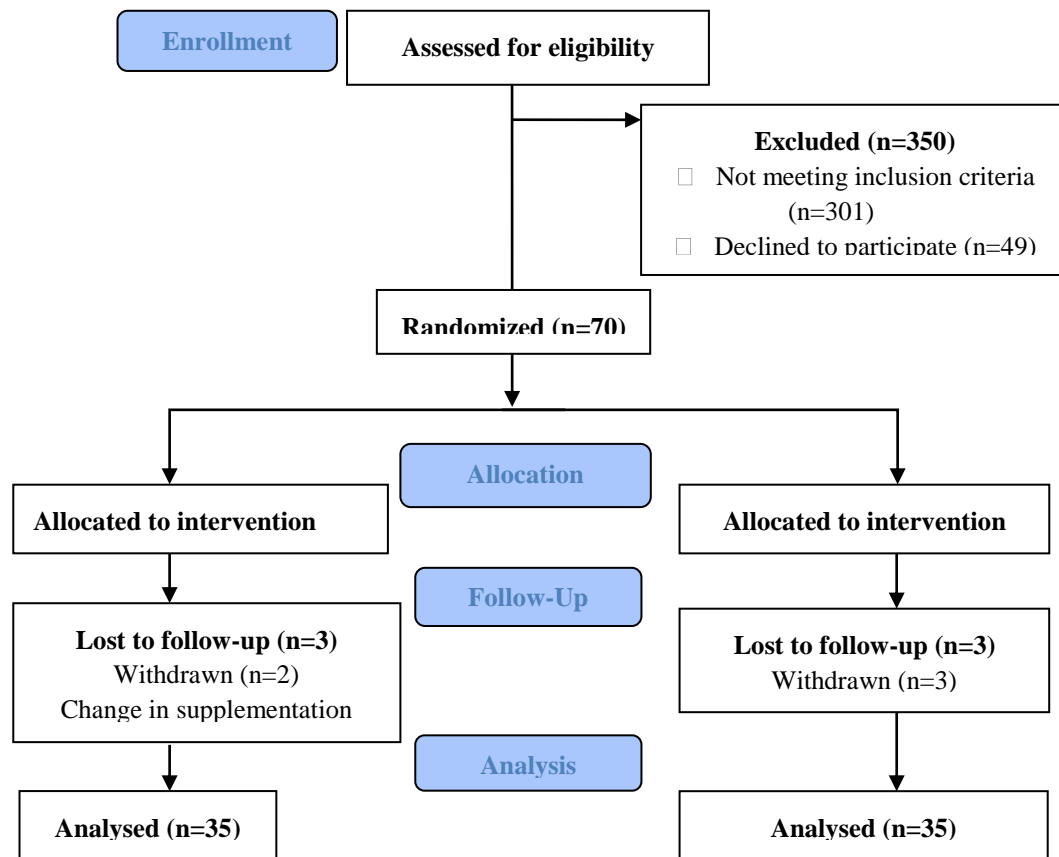 Enrollment
Assessed for eligibility
Excluded (n=350)
Not meeting inclusion criteria
(n=301)
Declined to participate (n=49)
Randomized (n=70)
Allocation
Allocated to intervention
Allocated to intervention
Follow-Up
Lost to follow-up (n=3)
Withdrawn (n=2)
Change in supplementation
Lost to follow-up (n=3)
Withdrawn (n=3)
Analysis
Analysed (n=35)
Analysed (n=35)